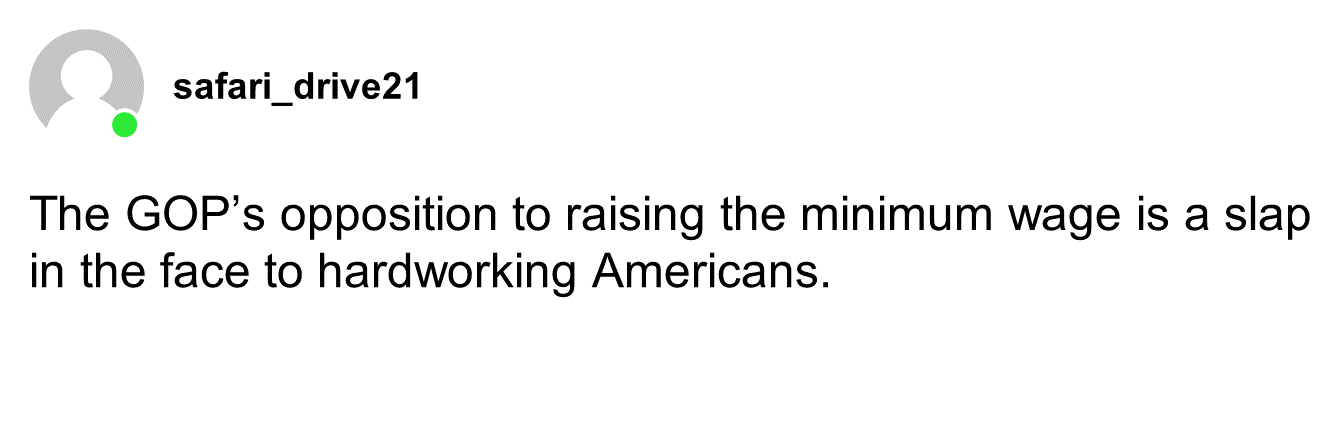 safari_drive21
The GOP’s opposition to raising the minimum wage is a slap
in the face to hardworking Americans.